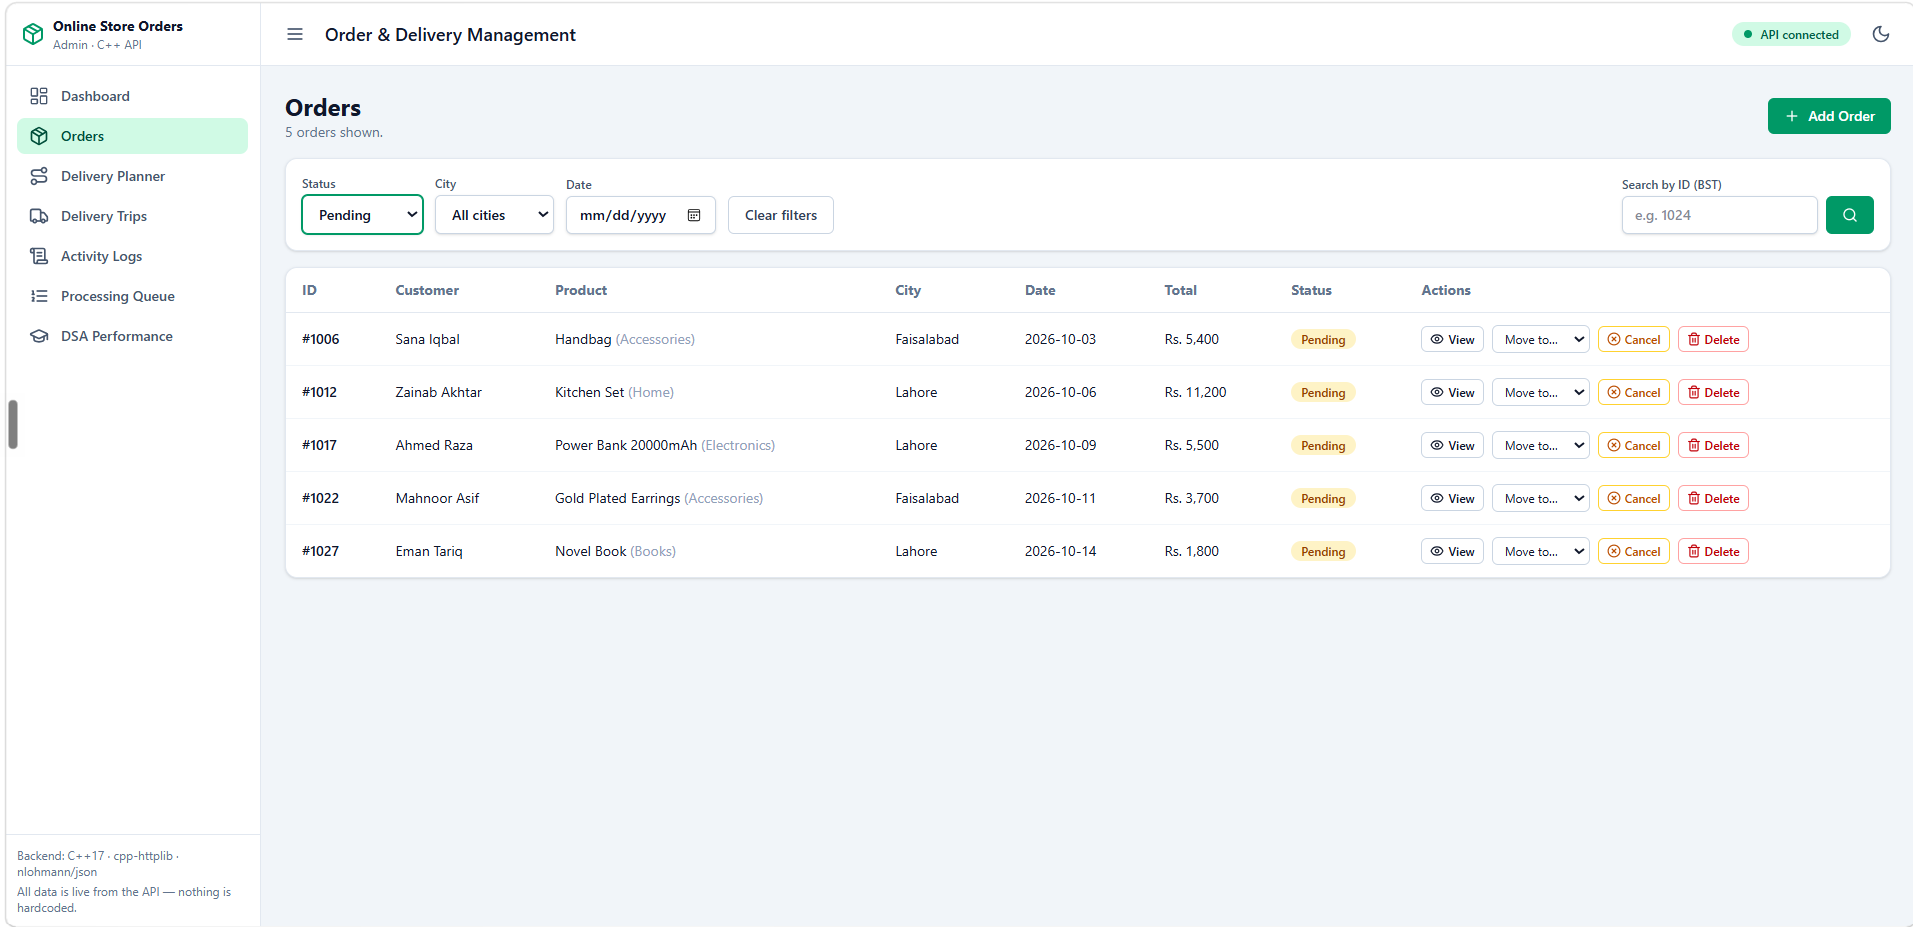 Online Store Orders
Admin · C++ API
Dashboard
Orders
Delivery Planner
Delivery Trips
Activity Logs
Processing Queue
DSA Performance
Backend: C++17 · cpp-httplib ·
nlohmann/json
All data is live from the API — nothing is
hardcoded.
Order & Delivery Management
API connected
Orders
5 orders shown.
Add Order
Status City Date Search by ID (BST)
Pending All cities mm/dd/yyyy Clear filters e.g. 1024
ID Customer Product City Date Total Status Actions
#1006 Sana Iqbal Handbag (Accessories) Faisalabad 2026-10-03 Rs. 5,400 Pending View Move to... Cancel Delete
#1012 Zainab Akhtar Kitchen Set (Home) Lahore 2026-10-06 Rs. 11,200 Pending View Move to... Cancel Delete
#1017 Ahmed Raza Power Bank 20000mAh (Electronics) Lahore 2026-10-09 Rs. 5,500 Pending View Move to... Cancel Delete
#1022 Mahnoor Asif Gold Plated Earrings (Accessories) Faisalabad 2026-10-11 Rs. 3,700 Pending View Move to... Cancel Delete
#1027 Eman Tariq Novel Book (Books) Lahore 2026-10-14 Rs. 1,800 Pending View Move to... Cancel Delete